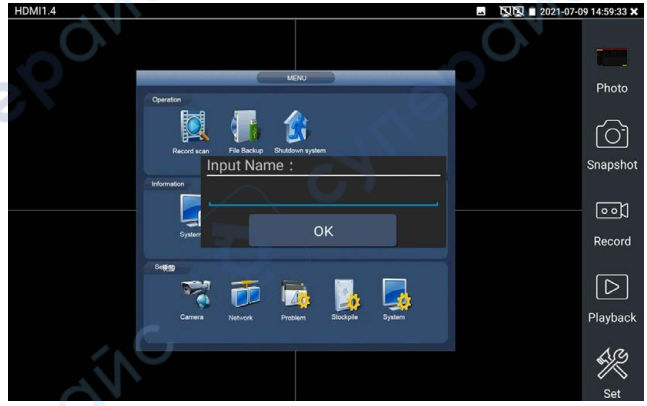 HDMI1.4
2021-07-09 14:59:33
MENU
Operation
Record scan
File Backup
Shutdown system
Input Name :
Information
System
OK
Camera
Network
Problem
Stockpile
System
Photo
Snapshot
Record
Playback
Set